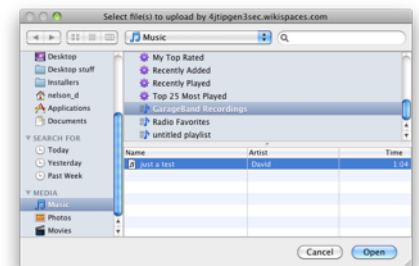 Select file(s) to upload by 4jtipgen3sec.wikispaces.com
Music
Desktop
Desktop stuff
Installers
nelson_d
Applications
Documents
SEARCH FOR
Today
Yesterday
Past Week
MEDIA
Music
Photos
Movies
My Top Rated
Recently Added
Recently Played
Top 25 Most Played
GarageBand Recordings
Radio Favorites
untitled playlist
Name Artist Time
just a test David 1:04
Cancel Open